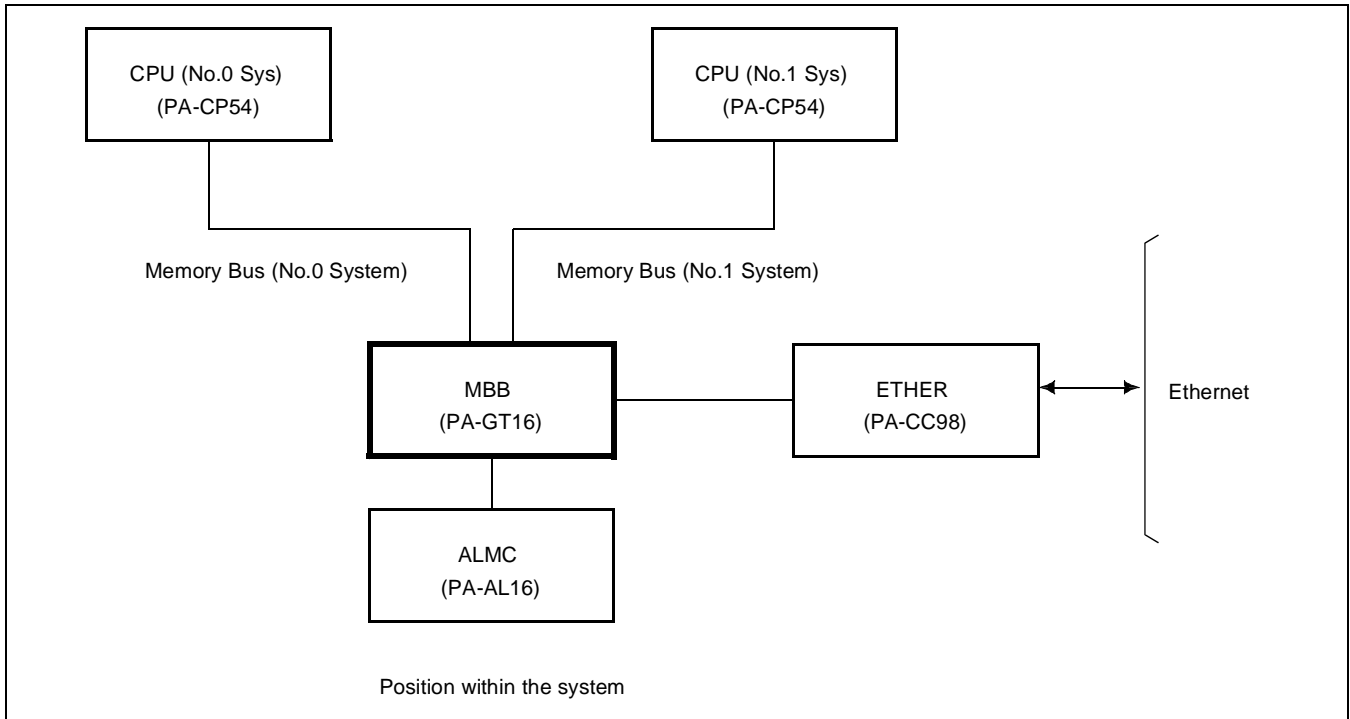 CPU (No.0 Sys)
(PA-CP54)
CPU (No.1 Sys)
(PA-CP54)
Memory Bus (No.0 System)
Memory Bus (No.1 System)
MBB
(PA-GT16)
ETHER
(PA-CC98)
Ethernet
ALMC
(PA-AL16)
Position within the system